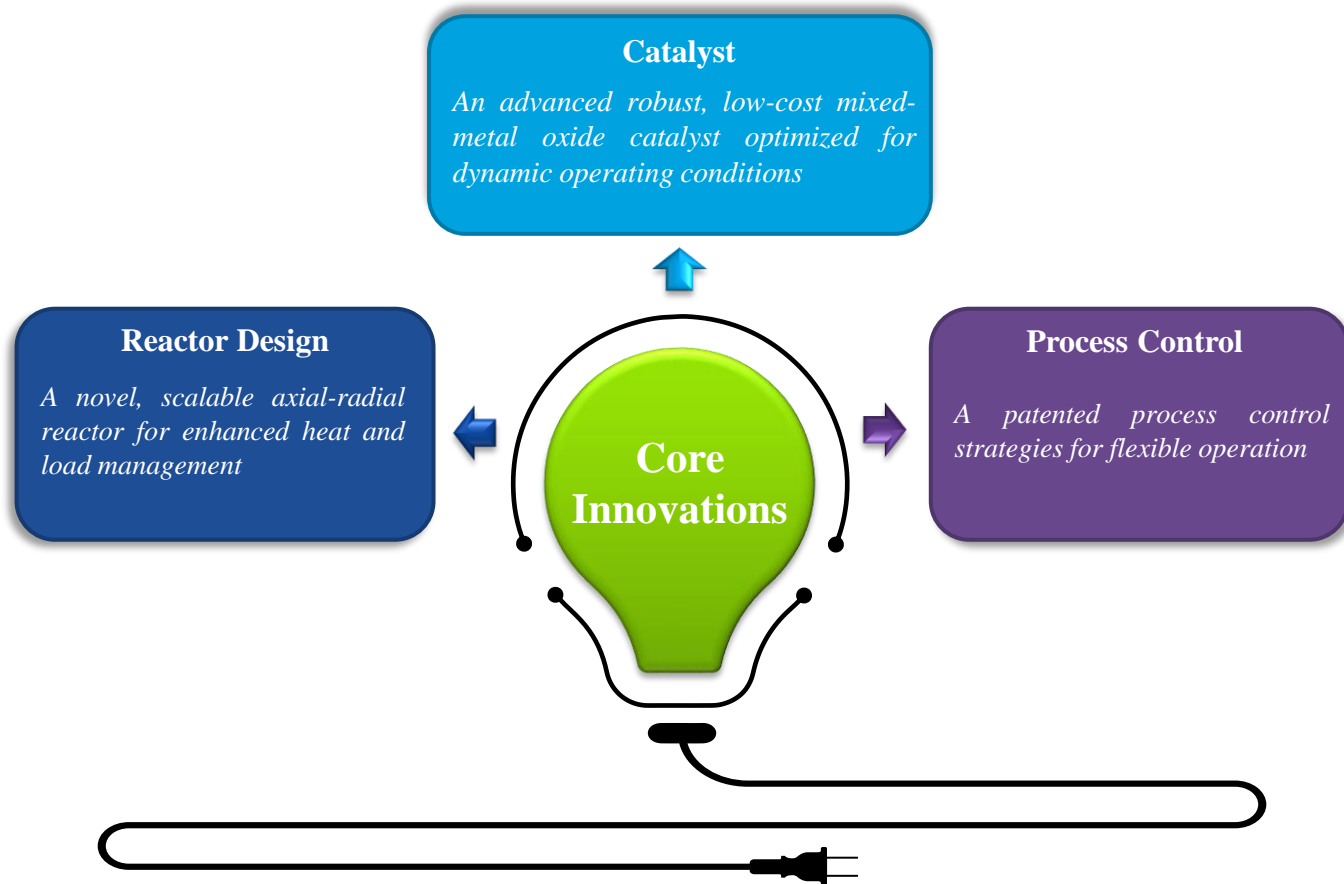 Catalyst
An advanced robust, low-cost mixed-
metal oxide catalyst optimized for
dynamic operating conditions
Reactor Design
A novel, scalable axial-radial
reactor for enhanced heat and
load management
Core
Innovations
Process Control
A patented process control
strategies for flexible operation